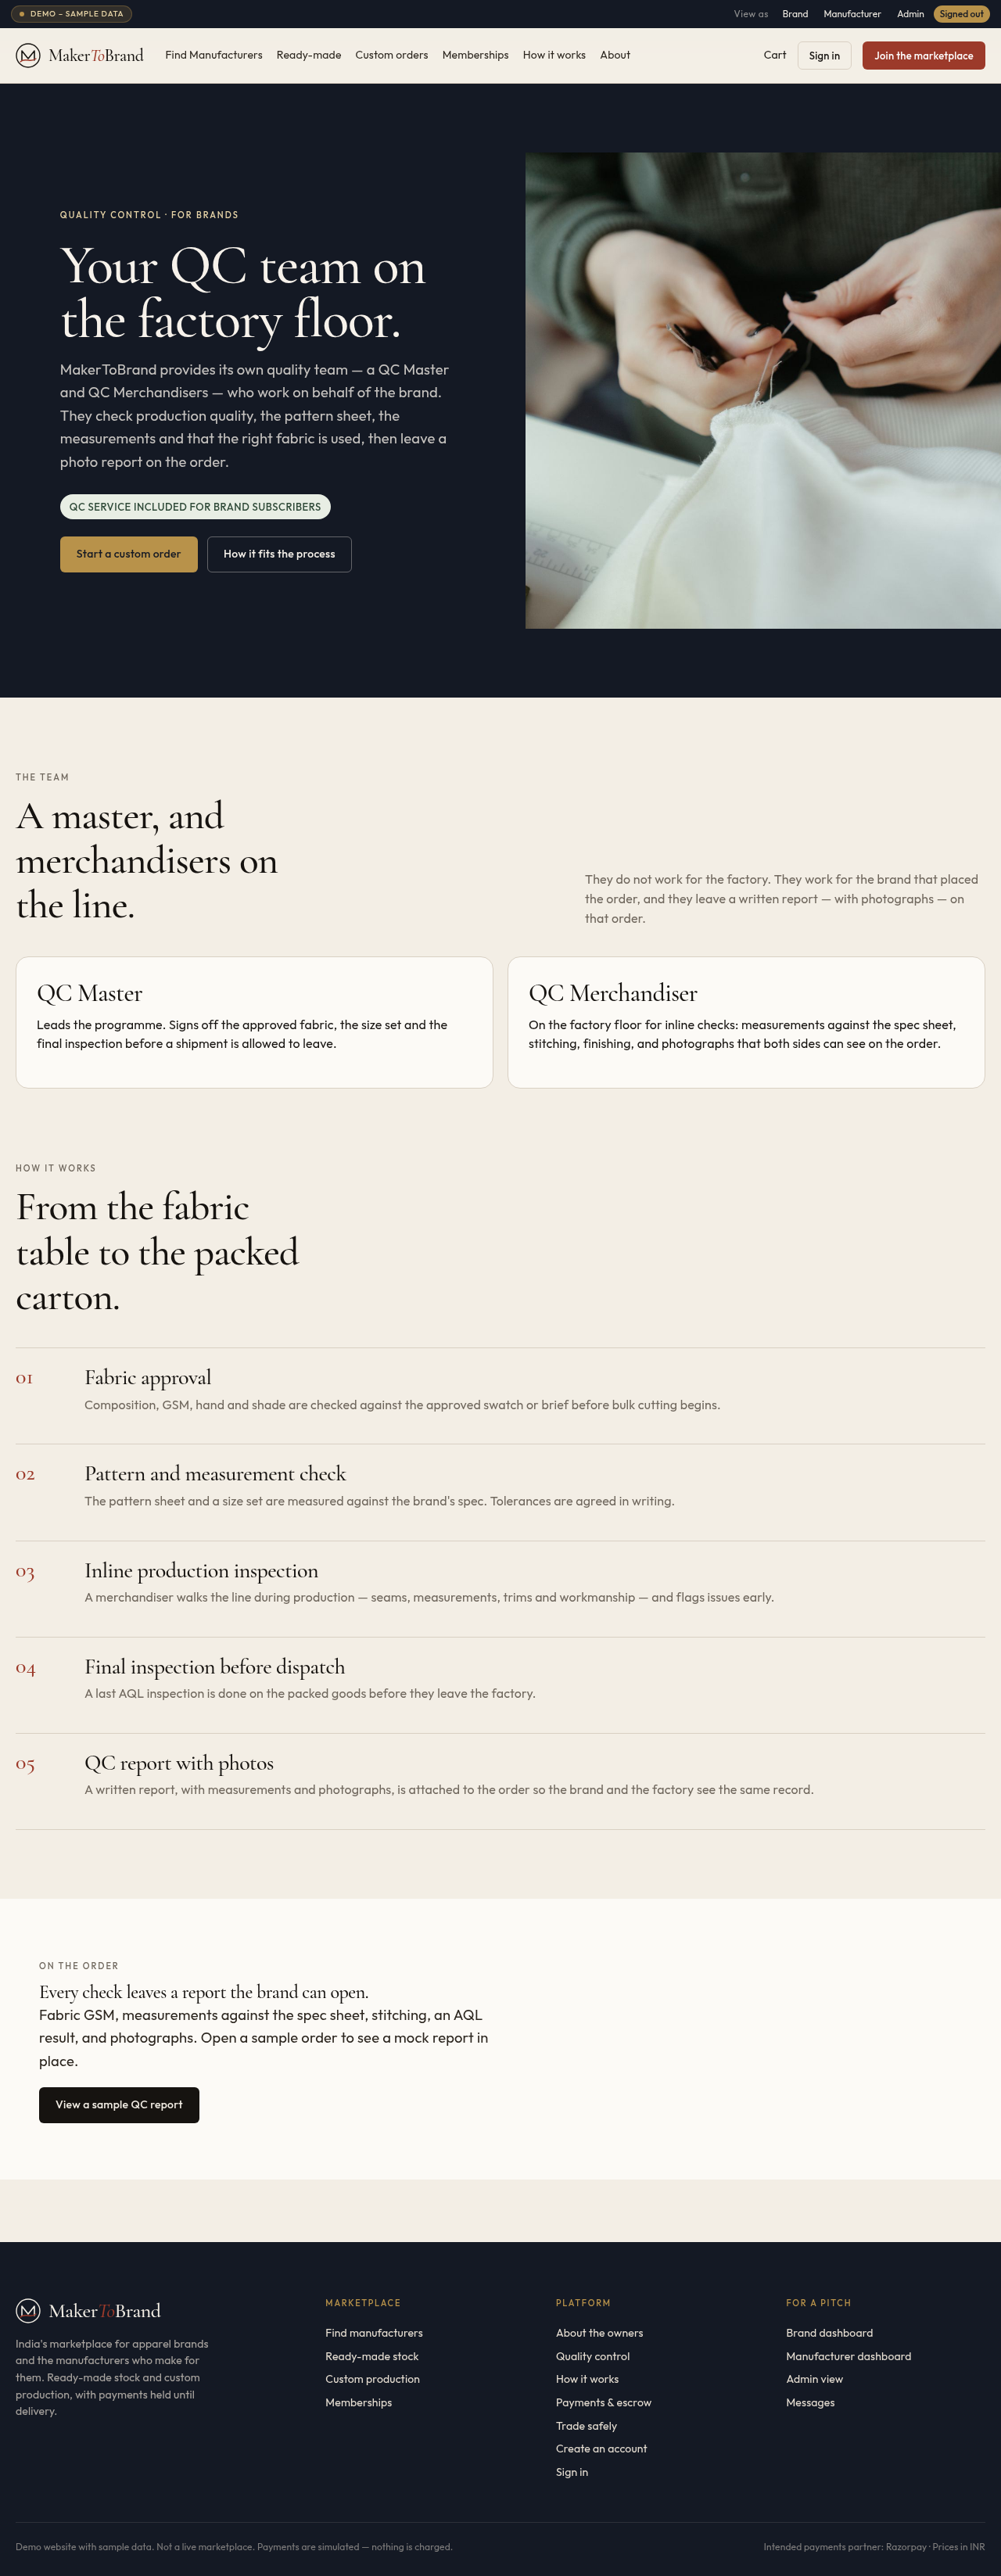 DEMO – SAMPLE DATA
View as Brand Manufacturer Admin Signed out
MakerToBrand Find Manufacturers Ready-made Custom orders Memberships How it works About Cart Sign in Join the marketplace
QUALITY CONTROL · FOR BRANDS
Your QC team on
the factory floor.
MakerToBrand provides its own quality team — a QC Master
and QC Merchandisers — who work on behalf of the brand.
They check production quality, the pattern sheet, the
measurements and that the right fabric is used, then leave a
photo report on the order.
QC SERVICE INCLUDED FOR BRAND SUBSCRIBERS
Start a custom order How it fits the process
THE TEAM
A master, and
merchandisers on
the line.
They do not work for the factory. They work for the brand that placed
the order, and they leave a written report — with photographs — on
that order.
QC Master
Leads the programme. Signs off the approved fabric, the size set and the
final inspection before a shipment is allowed to leave.
QC Merchandiser
On the factory floor for inline checks: measurements against the spec sheet,
stitching, finishing, and photographs that both sides can see on the order.
HOW IT WORKS
From the fabric
table to the packed
carton.
01 Fabric approval
Composition, GSM, hand and shade are checked against the approved swatch or brief before bulk cutting begins.
02 Pattern and measurement check
The pattern sheet and a size set are measured against the brand's spec. Tolerances are agreed in writing.
03 Inline production inspection
A merchandiser walks the line during production — seams, measurements, trims and workmanship — and flags issues early.
04 Final inspection before dispatch
A last AQL inspection is done on the packed goods before they leave the factory.
05 QC report with photos
A written report, with measurements and photographs, is attached to the order so the brand and the factory see the same record.
ON THE ORDER
Every check leaves a report the brand can open.
Fabric GSM, measurements against the spec sheet, stitching, an AQL
result, and photographs. Open a sample order to see a mock report in
place.
View a sample QC report
MakerToBrand
India's marketplace for apparel brands
and the manufacturers who make for
them. Ready-made stock and custom
production, with payments held until
delivery.
MARKETPLACE
Find manufacturers
Ready-made stock
Custom production
Memberships
PLATFORM
About the owners
Quality control
How it works
Payments & escrow
Trade safely
Create an account
Sign in
FOR A PITCH
Brand dashboard
Manufacturer dashboard
Admin view
Messages
Demo website with sample data. Not a live marketplace. Payments are simulated — nothing is charged.
Intended payments partner: Razorpay · Prices in INR